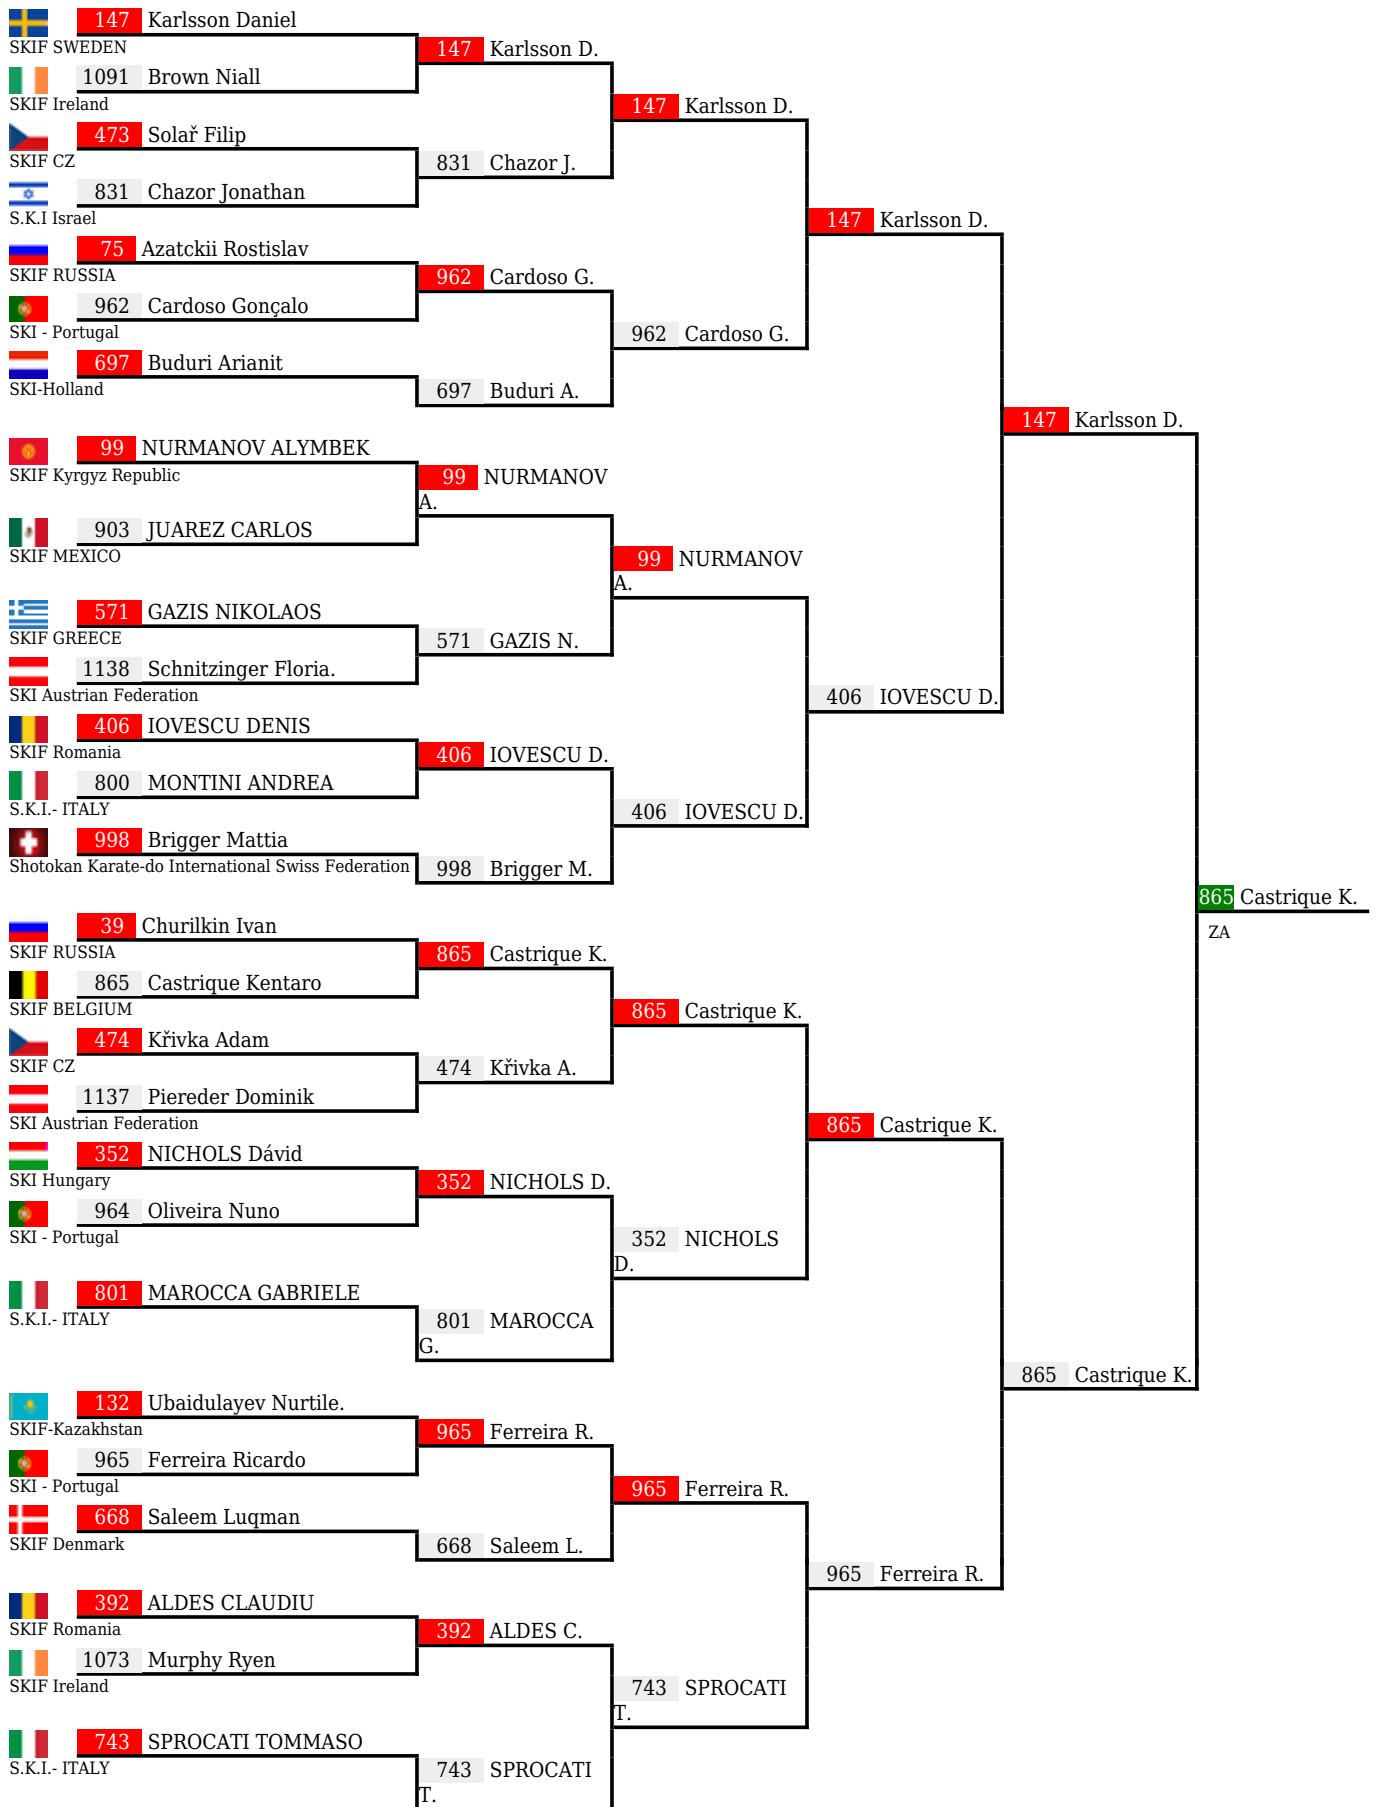 147 Karlsson Daniel
SKIF SWEDEN
147 Karlsson D.
1091 Brown Niall
SKIF Ireland
147 Karlsson D.
473 Solař Filip
SKIF CZ
831 Chazor J.
831 Chazor Jonathan
S.K.I Israel
147 Karlsson D.
75 Azatckii Rostislav
SKIF RUSSIA
962 Cardoso G.
962 Cardoso Gonçalo
SKI - Portugal
962 Cardoso G.
697 Buduri Arianit
SKI-Holland
697 Buduri A.
147 Karlsson D.
99 NURMANOV ALYMBEK
SKIF Kyrgyz Republic
99 NURMANOV
A.
903 JUAREZ CARLOS
SKIF MEXICO
99 NURMANOV
A.
571 GAZIS NIKOLAOS
SKIF GREECE
571 GAZIS N.
1138 Schnitzinger Floria.
SKI Austrian Federation
406 IOVESCU D.
406 IOVESCU DENIS
SKIF Romania
406 IOVESCU D.
800 MONTINI ANDREA
S.K.I.- ITALY
406 IOVESCU D.
998 Brigger Mattia
Shotokan Karate-do International Swiss Federation
998 Brigger M.
865 Castrique K.
ZA
39 Churilkin Ivan
SKIF RUSSIA
865 Castrique K.
865 Castrique Kentaro
SKIF BELGIUM
865 Castrique K.
474 Křivka Adam
SKIF CZ
474 Křivka A.
1137 Piereder Dominik
SKI Austrian Federation
865 Castrique K.
352 NICHOLS Dávid
SKI Hungary
352 NICHOLS D.
964 Oliveira Nuno
SKI - Portugal
352 NICHOLS
D.
801 MAROCCA GABRIELE
S.K.I.- ITALY
801 MAROCCA
G.
865 Castrique K.
132 Ubaidulayev Nurtile.
SKIF-Kazakhstan
965 Ferreira R.
965 Ferreira Ricardo
SKI - Portugal
965 Ferreira R.
668 Saleem Luqman
SKIF Denmark
668 Saleem L.
965 Ferreira R.
392 ALDES CLAUDIU
SKIF Romania
392 ALDES C.
1073 Murphy Ryen
SKIF Ireland
743 SPROCATI
T.
743 SPROCATI TOMMASO
S.K.I.- ITALY
743 SPROCATI
T.